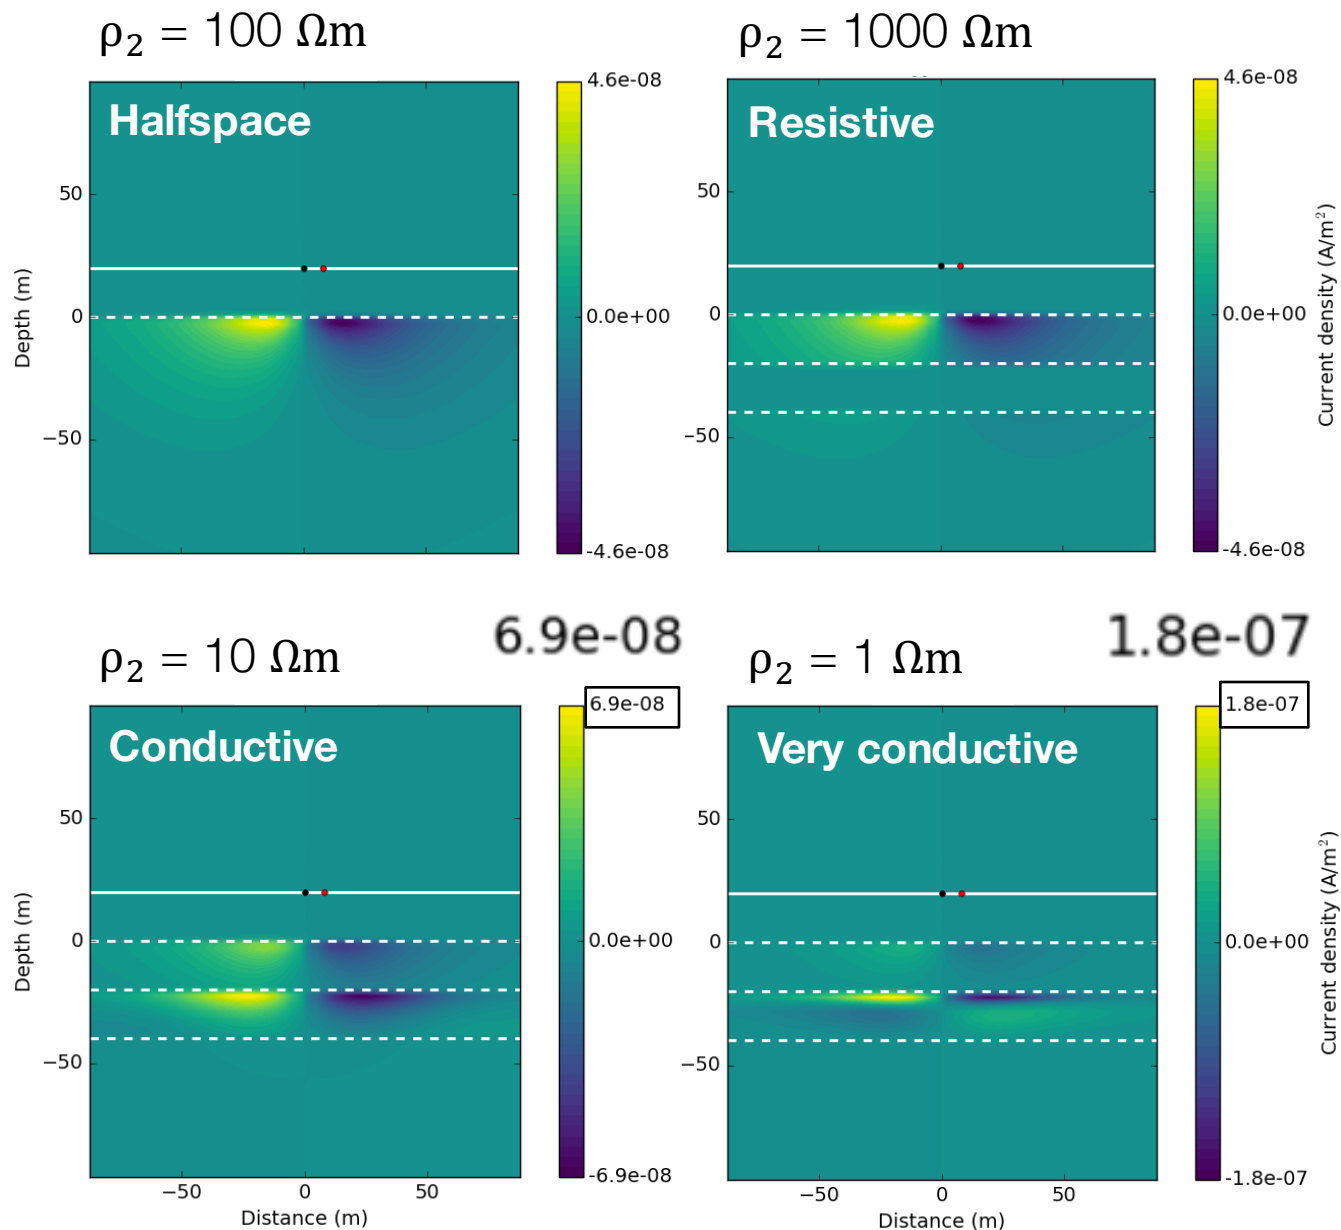 ρ₂ = 100 Ωm
ρ₂ = 1000 Ωm
Halfspace
4.6e-08
0.0e+00
-4.6e-08
50
0
−50
Depth (m)
Resistive
4.6e-08
0.0e+00
-4.6e-08
50
0
−50
Current density (A/m²)
ρ₂ = 10 Ωm
6.9e-08
ρ₂ = 1 Ωm
1.8e-07
Conductive
6.9e-08
0.0e+00
-6.9e-08
50
0
−50
Depth (m)
−50 0 50
Distance (m)
Very conductive
1.8e-07
0.0e+00
-1.8e-07
50
0
−50
Current density (A/m²)
−50 0 50
Distance (m)